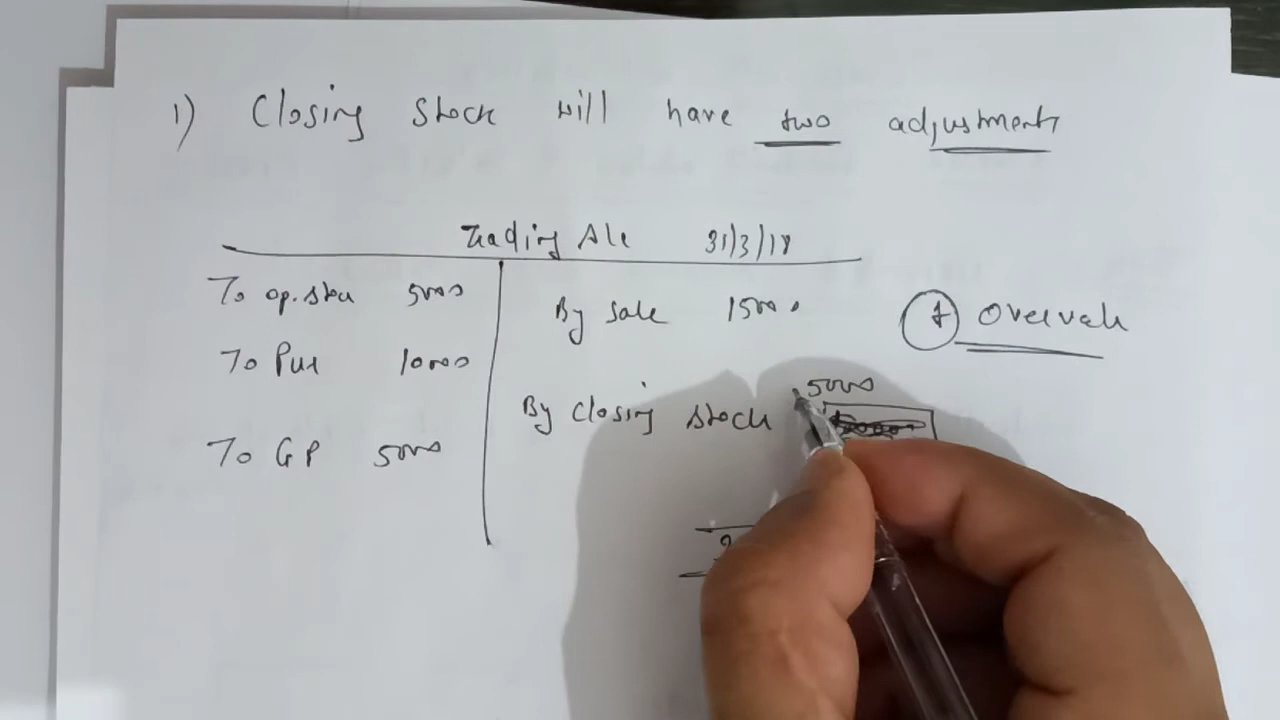 1) Closing Stock will have two adjustments
Trading A/c 31/3/18
To Op. Stock 5000
By Sale 15000
+ Overvale
To Pur 10000
5000
By Closing Stock
To GP 5000